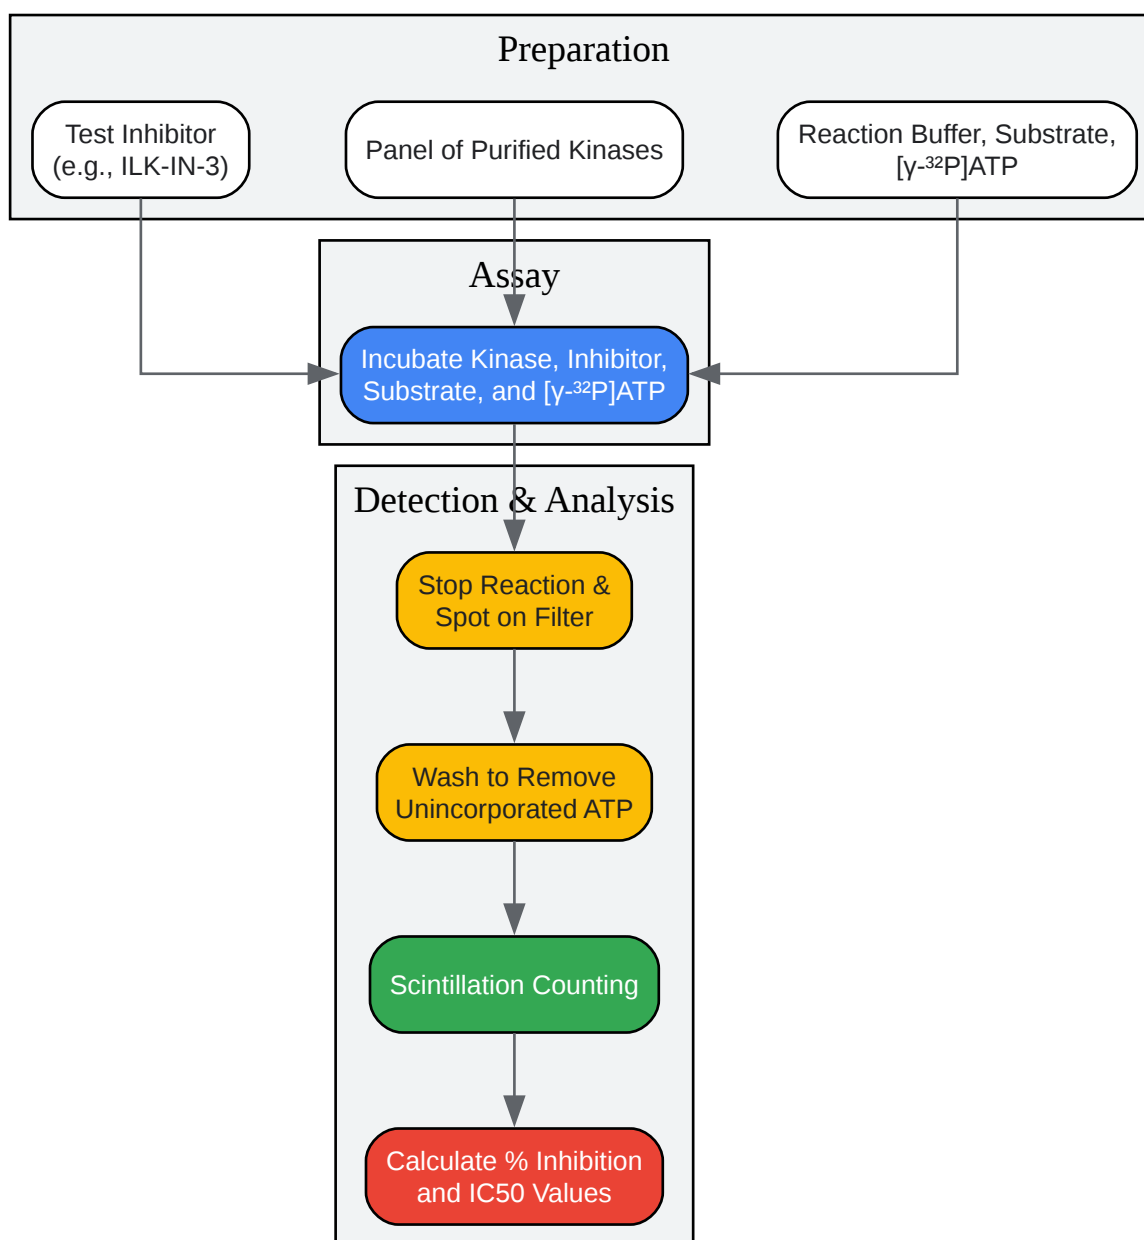 Preparation
Test Inhibitor
(e.g., ILK-IN-3)
Panel of Purified Kinases
Reaction Buffer, Substrate,
[γ-³²P]ATP
Assay
Incubate Kinase, Inhibitor,
Substrate, and [γ-³²P]ATP
Detection & Analysis
Stop Reaction &
Spot on Filter
Wash to Remove
Unincorporated ATP
Scintillation Counting
Calculate % Inhibition
and IC50 Values